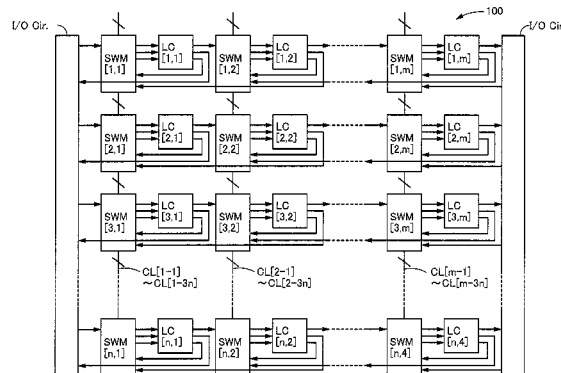 I/O Cir.
100
I/O Cir
SWM
[1,1]
LC
[1,1]
SWM
[1,2]
LC
[1,2]
SWM
[1,m]
LC
[1,m]
SWM
[2,1]
LC
[2,1]
SWM
[2,2]
LC
[2,2]
SWM
[2,m]
LC
[2,m]
SWM
[3,1]
LC
[3,1]
SWM
[3,2]
LC
[3,2]
SWM
[3,m]
LC
[3,m]
CL[1-1]
~CL[1-3n]
CL[2-1]
~CL[2-3n]
CL[m-1]
~CL[m-3n]
SWM
[n,1]
LC
[n,1]
SWM
[n.2]
LC
[n,2]
SWM
[n,4]
LC
[n,4]